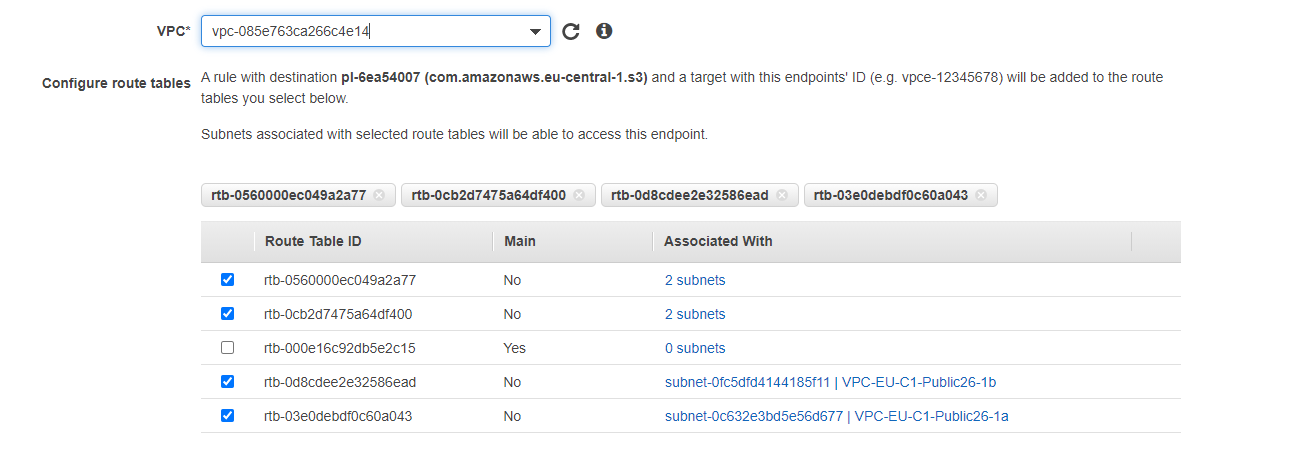 VPC* vpc-085e763ca266c4e14
Configure route tables A rule with destination pl-6ea54007 (com.amazonaws.eu-central-1.s3) and a target with this endpoints' ID (e.g. vpce-12345678) will be added to the route
tables you select below.
Subnets associated with selected route tables will be able to access this endpoint.
rtb-0560000ec049a2a77 rtb-0cb2d7475a64df400 rtb-0d8cdee2e32586ead rtb-03e0debdf0c60a043
Route Table ID Main Associated With
rtb-0560000ec049a2a77 No 2 subnets
rtb-0cb2d7475a64df400 No 2 subnets
rtb-000e16c92db5e2c15 Yes 0 subnets
rtb-0d8cdee2e32586ead No subnet-0fc5dfd4144185f11 | VPC-EU-C1-Public26-1b
rtb-03e0debdf0c60a043 No subnet-0c632e3bd5e56d677 | VPC-EU-C1-Public26-1a